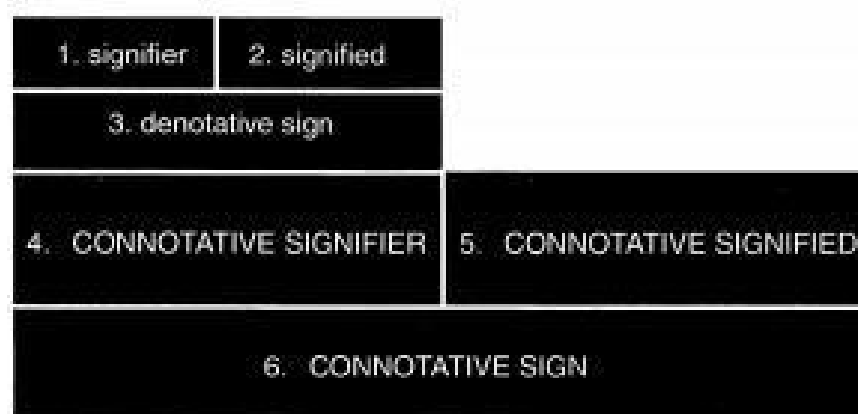 1. signifier
2. signified
3. denotative sign
4. CONNOTATIVE SIGNIFIER
5. CONNOTATIVE SIGNIFIED
6. CONNOTATIVE SIGN